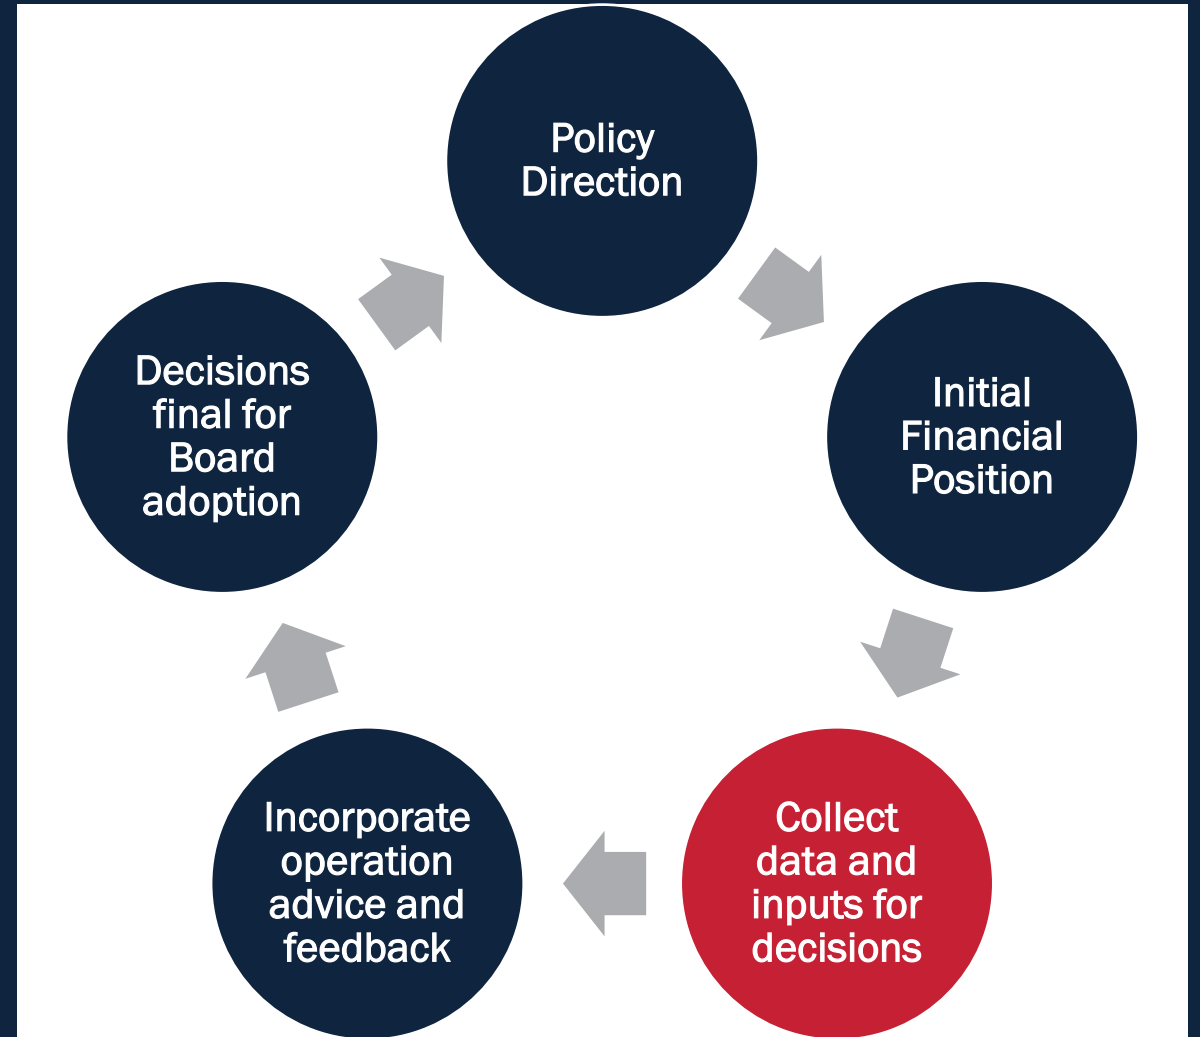 Policy
Direction
Initial
Financial
Position
Collect
data and
inputs for
decisions
Incorporate
operation
advice and
feedback
Decisions
final for
Board
adoption